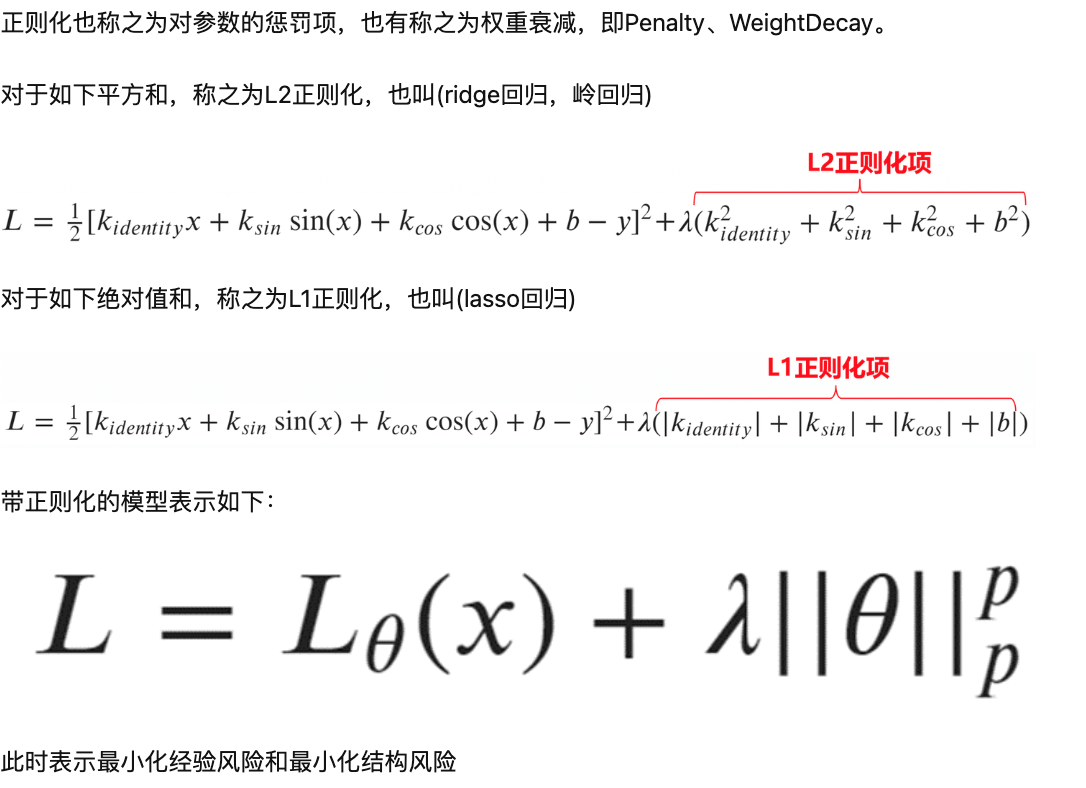 正则化也称之为对参数的惩罚项，也有称之为权重衰减，即Penalty、WeightDecay。
对于如下平方和，称之为L2正则化，也叫(ridge回归，岭回归)
L2正则化项
L = \frac{1}{2}[k_{identity}x + k_{sin} sin(x) + k_{cos} cos(x) + b − y]^2+λ(k_{identity}^2 + k_{sin}^2 + k_{cos}^2 + b^2)
对于如下绝对值和，称之为L1正则化，也叫(lasso回归)
L1正则化项
L = \frac{1}{2}[k_{identity}x + k_{sin} sin(x) + k_{cos} cos(x) + b − y]^2+λ(|k_{identity}| + |k_{sin}| + |k_{cos}| + |b|)
带正则化的模型表示如下：
L = L_θ(x) + λ||θ||_p^p
此时表示最小化经验风险和最小化结构风险